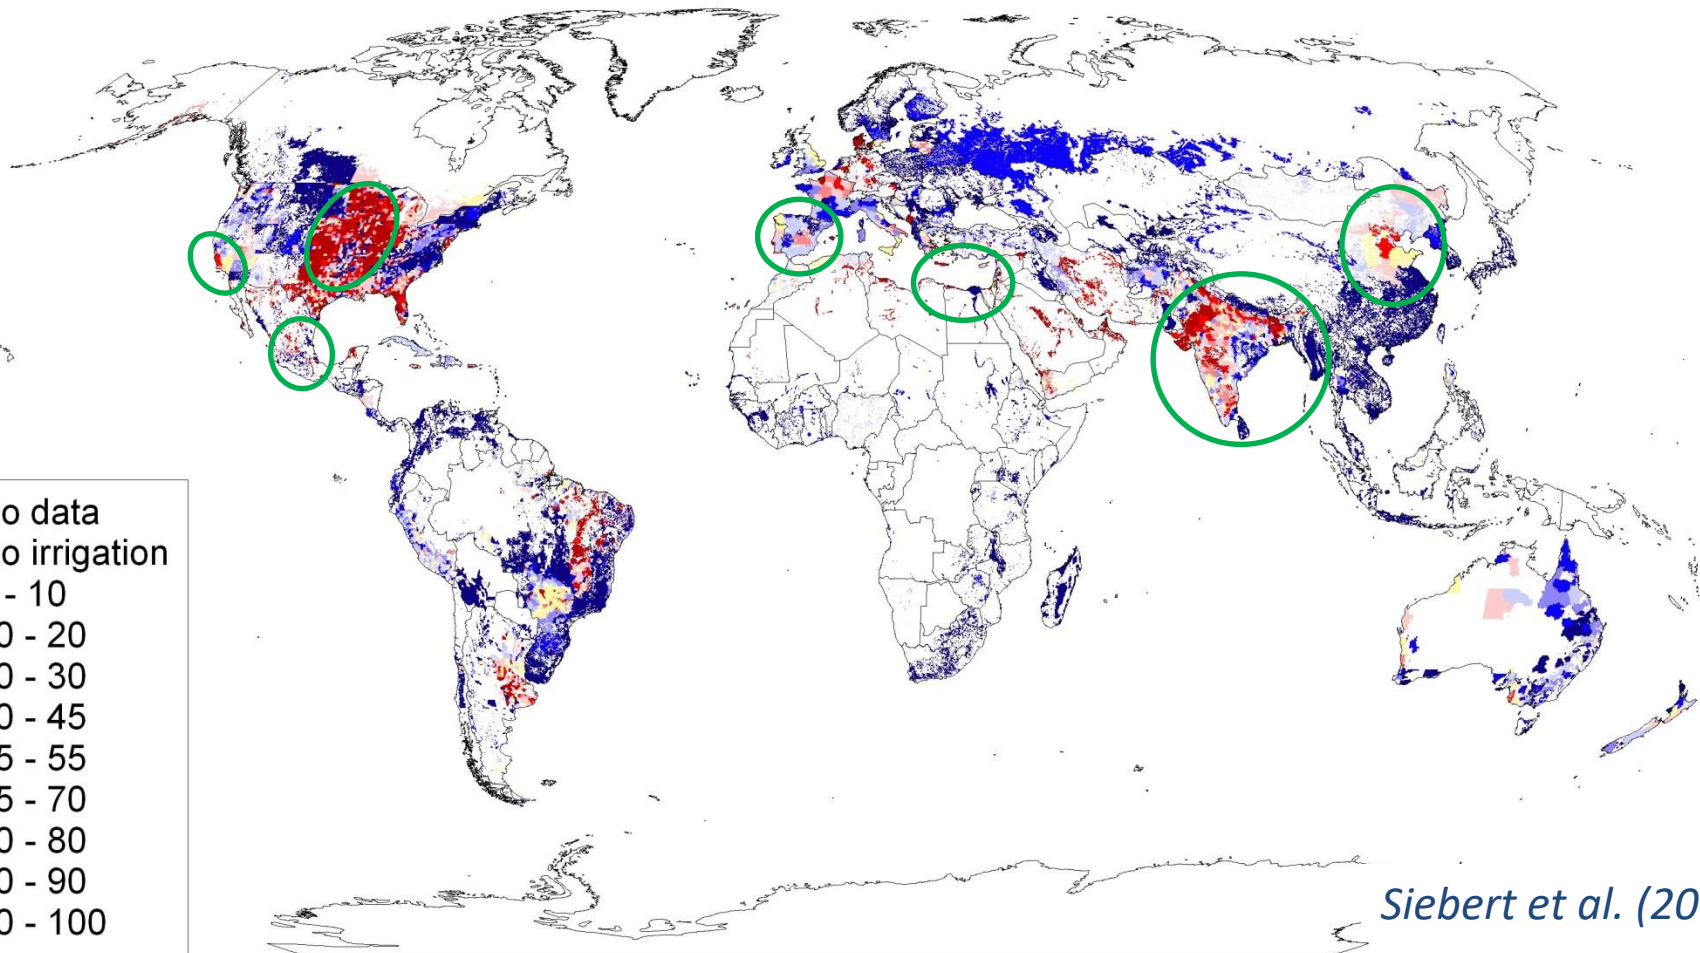 o data
o irrigation
- 10
0 - 20
0 - 30
0 - 45
5 - 55
5 - 70
0 - 80
0 - 90
0 - 100
Siebert et al. (20